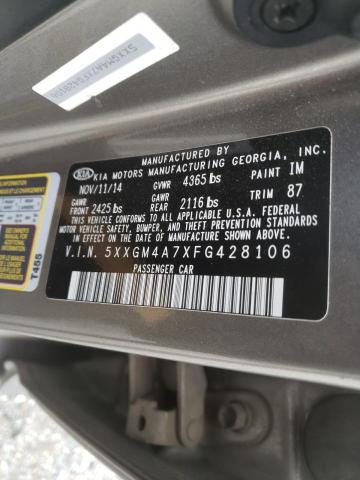 5XXGM4A7XFG428106
MANUFACTURED BY
KIA KIA MOTORS MANUFACTURING GEORGIA, INC.
NOV/11/14 GVWR 4365 lbs PAINT IM
GAWR FRONT 2425 lbs GAWR REAR 2116 lbs TRIM 87
THIS VEHICLE CONFORMS TO ALL APPLICABLE U.S.A. FEDERAL
MOTOR VEHICLE SAFETY, BUMPER, AND THEFT PREVENTION
STANDARDS IN EFFECT ON THE DATE OF MANUFACTURE SHOWN ABOVE.
V.I.N. 5XXGM4A7XFG428106
PASSENGER CAR
T455